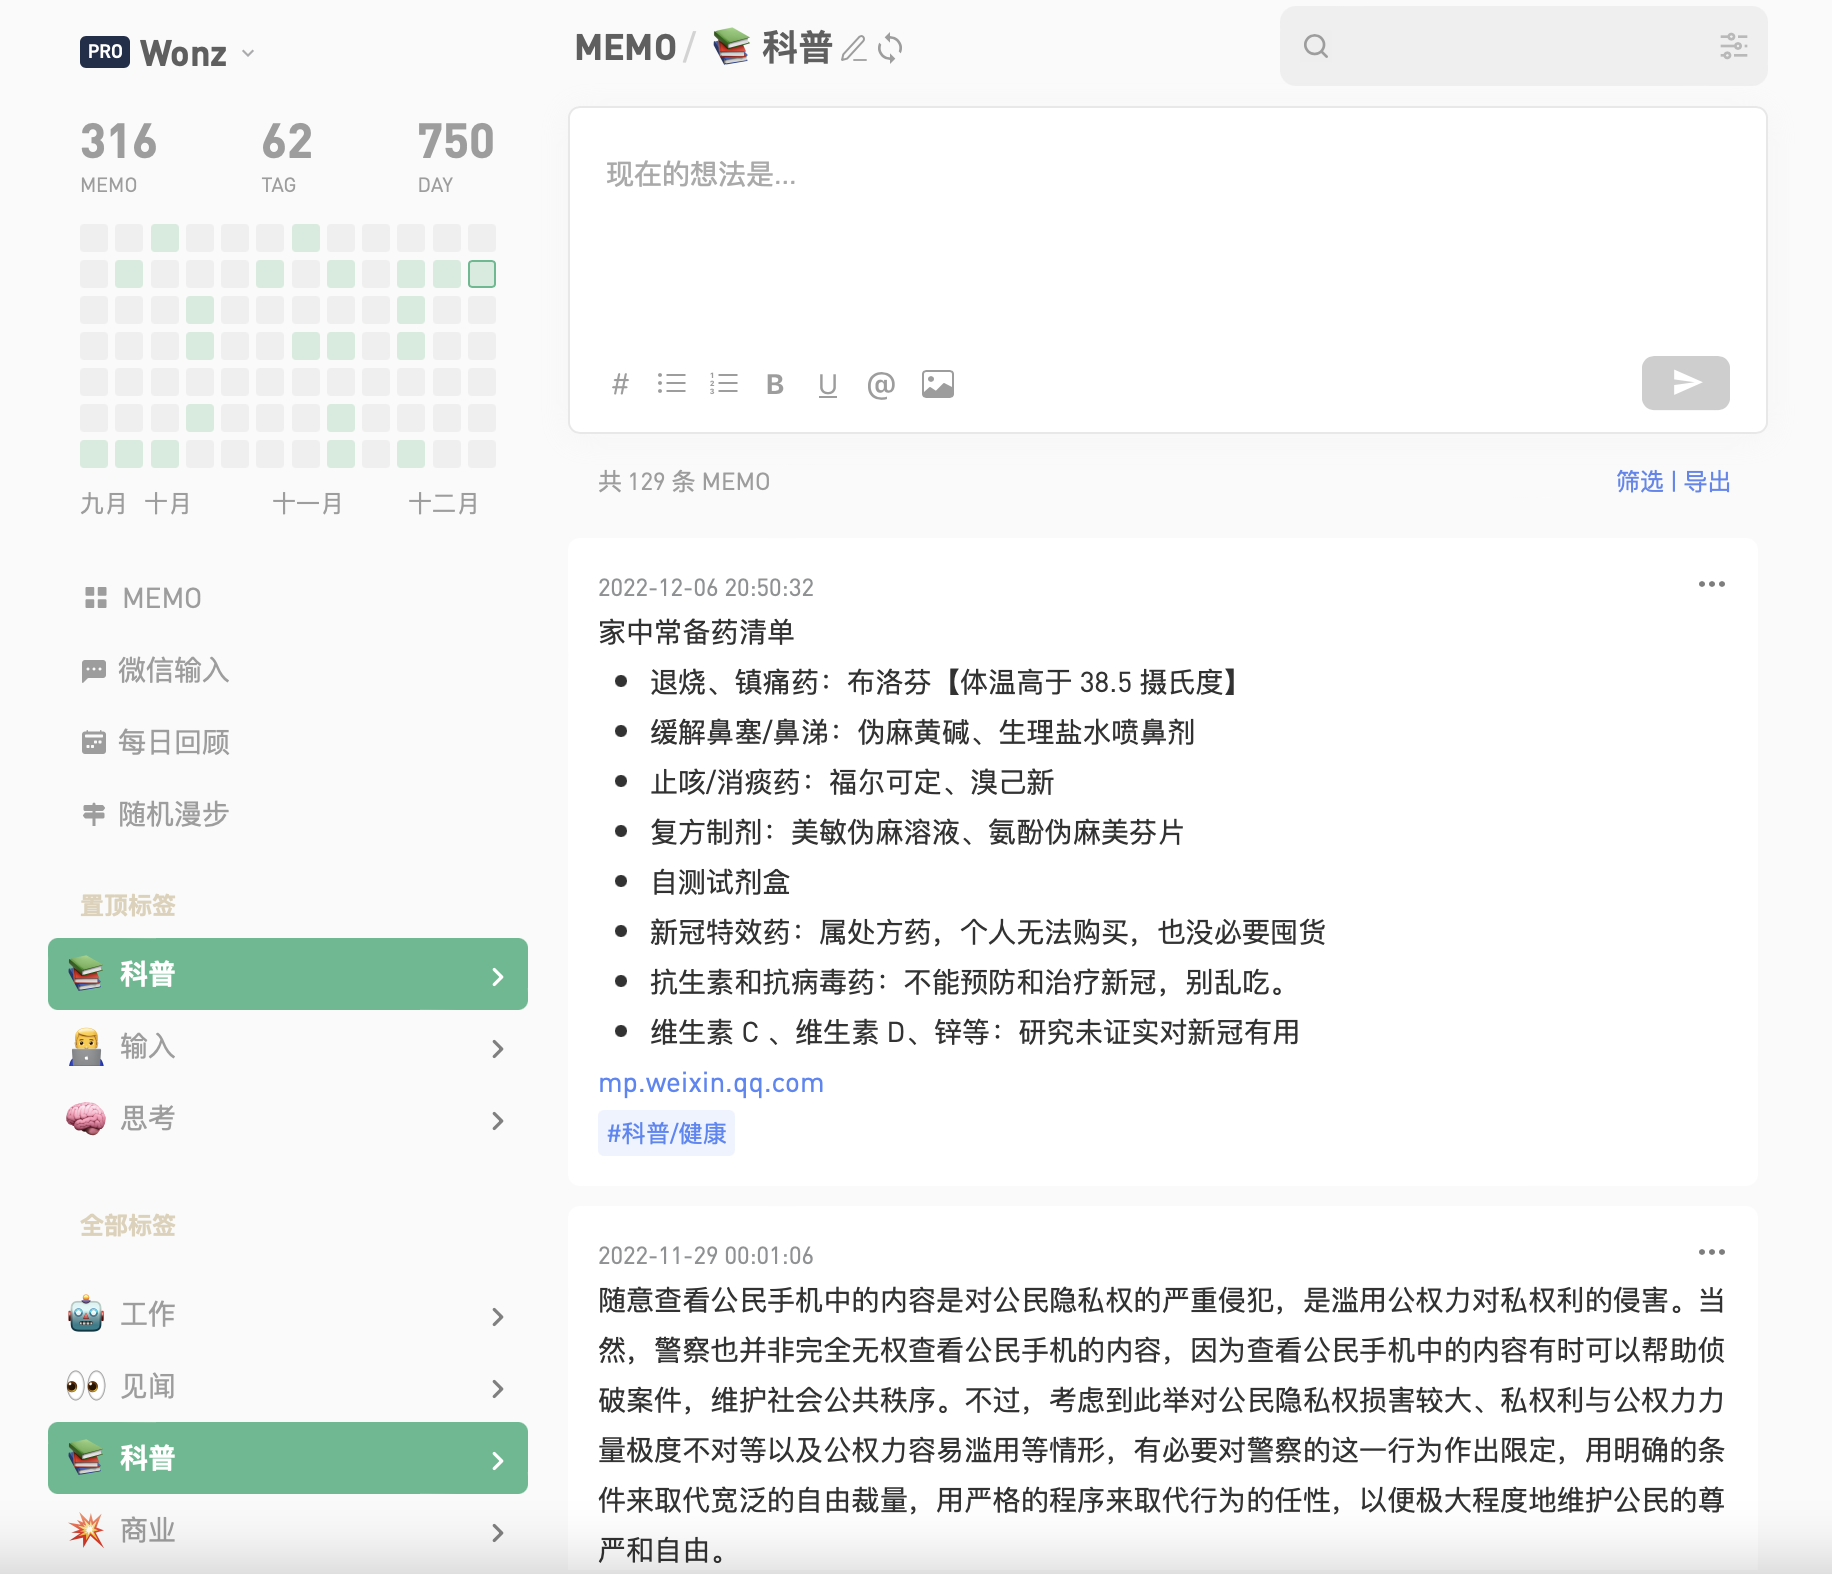 PRO Wonz
316 62 750
MEMO TAG DAY
九月 十月 十一月 十二月
MEMO
微信输入
每日回顾
随机漫步
置顶标签
科普
输入
思考
全部标签
工作
见闻
科普
商业
MEMO / 科普
现在的想法是...
# B U @
共 129 条 MEMO
筛选 | 导出
2022-12-06 20:50:32
家中常备药清单
• 退烧、镇痛药：布洛芬【体温高于 38.5 摄氏度】
• 缓解鼻塞/鼻涕：伪麻黄碱、生理盐水喷鼻剂
• 止咳/消痰药：福尔可定、溴己新
• 复方制剂：美敏伪麻溶液、氨酚伪麻美芬片
• 自测试剂盒
• 新冠特效药：属处方药，个人无法购买，也没必要囤货
• 抗生素和抗病毒药：不能预防和治疗新冠，别乱吃。
• 维生素 C 、维生素 D、锌等：研究未证实对新冠有用
mp.weixin.qq.com
#科普/健康
2022-11-29 00:01:06
随意查看公民手机中的内容是对公民隐私权的严重侵犯，是滥用公权力对私权利的侵害。当
然，警察也并非完全无权查看公民手机的内容，因为查看公民手机中的内容有时可以帮助侦
破案件，维护社会公共秩序。不过，考虑到此举对公民隐私权损害较大、私权利与公权力力
量极度不对等以及公权力容易滥用等情形，有必要对警察的这一行为作出限定，用明确的条
件来取代宽泛的自由裁量，用严格的程序来取代行为的任性，以便极大程度地维护公民的尊
严和自由。